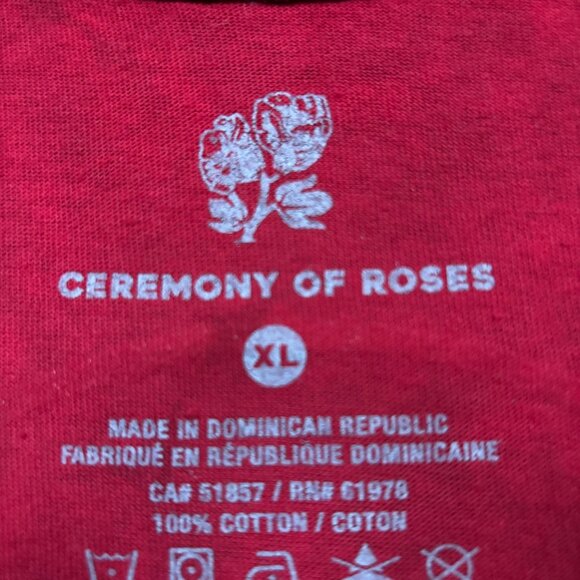 CEREMONY OF ROSES
XL
MADE IN DOMINICAN REPUBLIC
FABRIQUÉ EN RÉPUBLIQUE DOMINICAINE
CA# 51857 / RN# 61978
100% COTTON / COTON